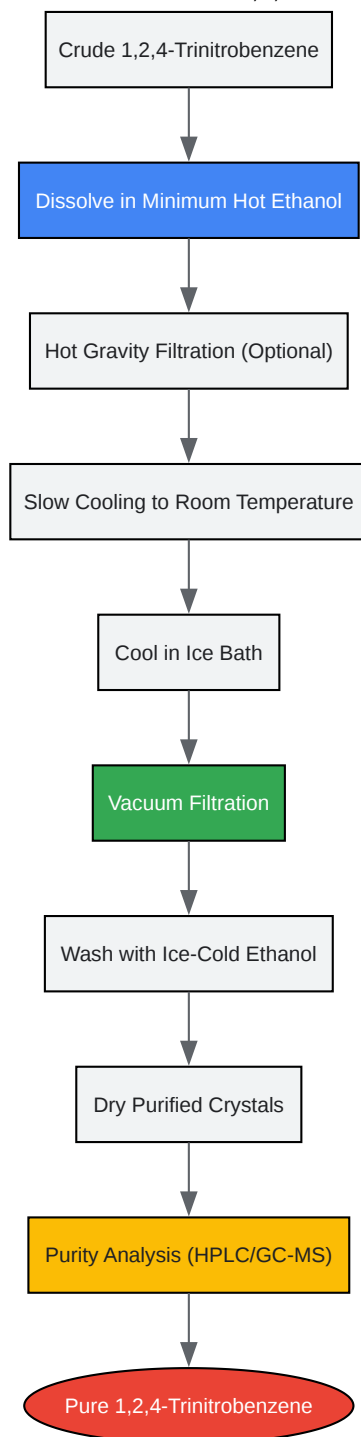 Crude 1,2,4-Trinitrobenzene
Dissolve in Minimum Hot Ethanol
Hot Gravity Filtration (Optional)
Slow Cooling to Room Temperature
Cool in Ice Bath
Vacuum Filtration
Wash with Ice-Cold Ethanol
Dry Purified Crystals
Purity Analysis (HPLC/GC-MS)
Pure 1,2,4-Trinitrobenzene